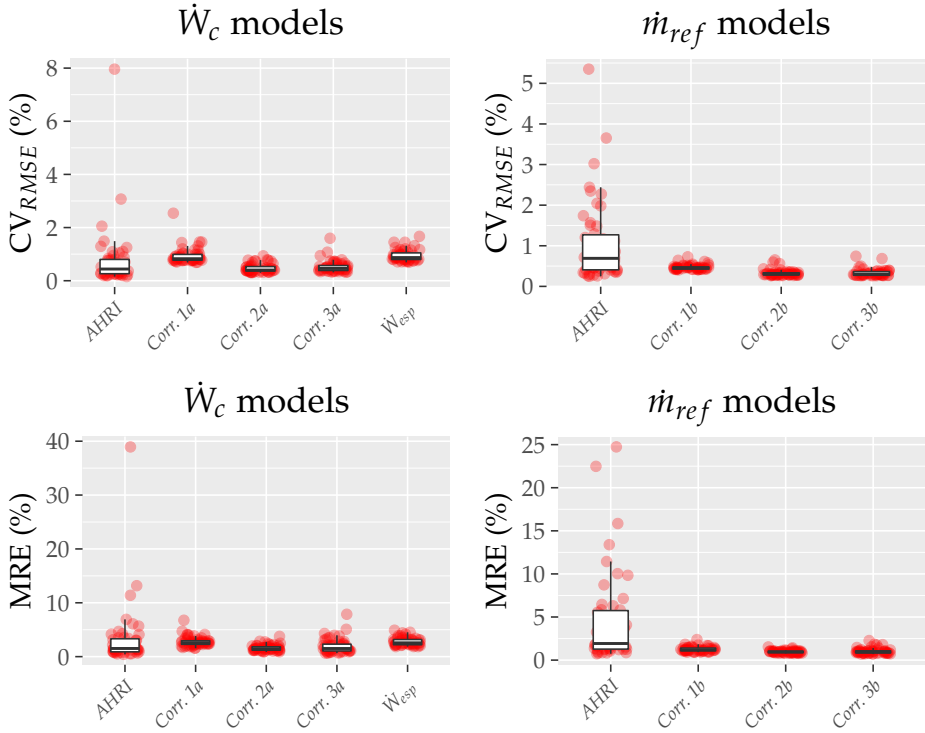 Ẇc models
CVRMSE (%)
8
6
4
2
0
AHRI
Corr. 1a
Corr. 2a
Corr. 3a
Ẇesp
ṁref models
CVRMSE (%)
5
4
3
2
1
0
AHRI
Corr. 1b
Corr. 2b
Corr. 3b
Ẇc models
MRE (%)
40
30
20
10
0
AHRI
Corr. 1a
Corr. 2a
Corr. 3a
Ẇesp
ṁref models
MRE (%)
25
20
15
10
5
0
AHRI
Corr. 1b
Corr. 2b
Corr. 3b